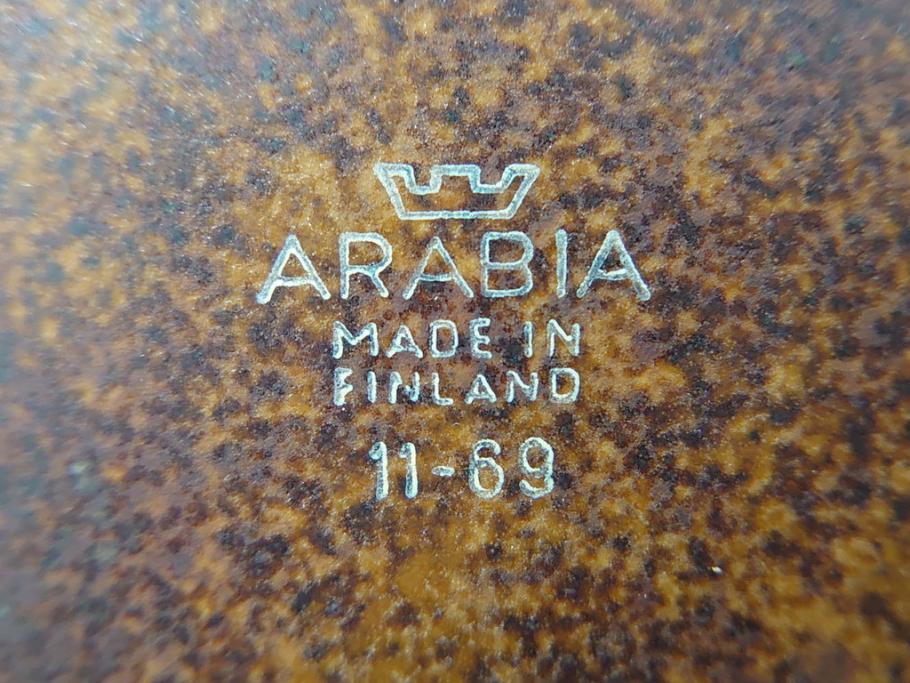 ARABIA
MADE IN
FINLAND
11-69